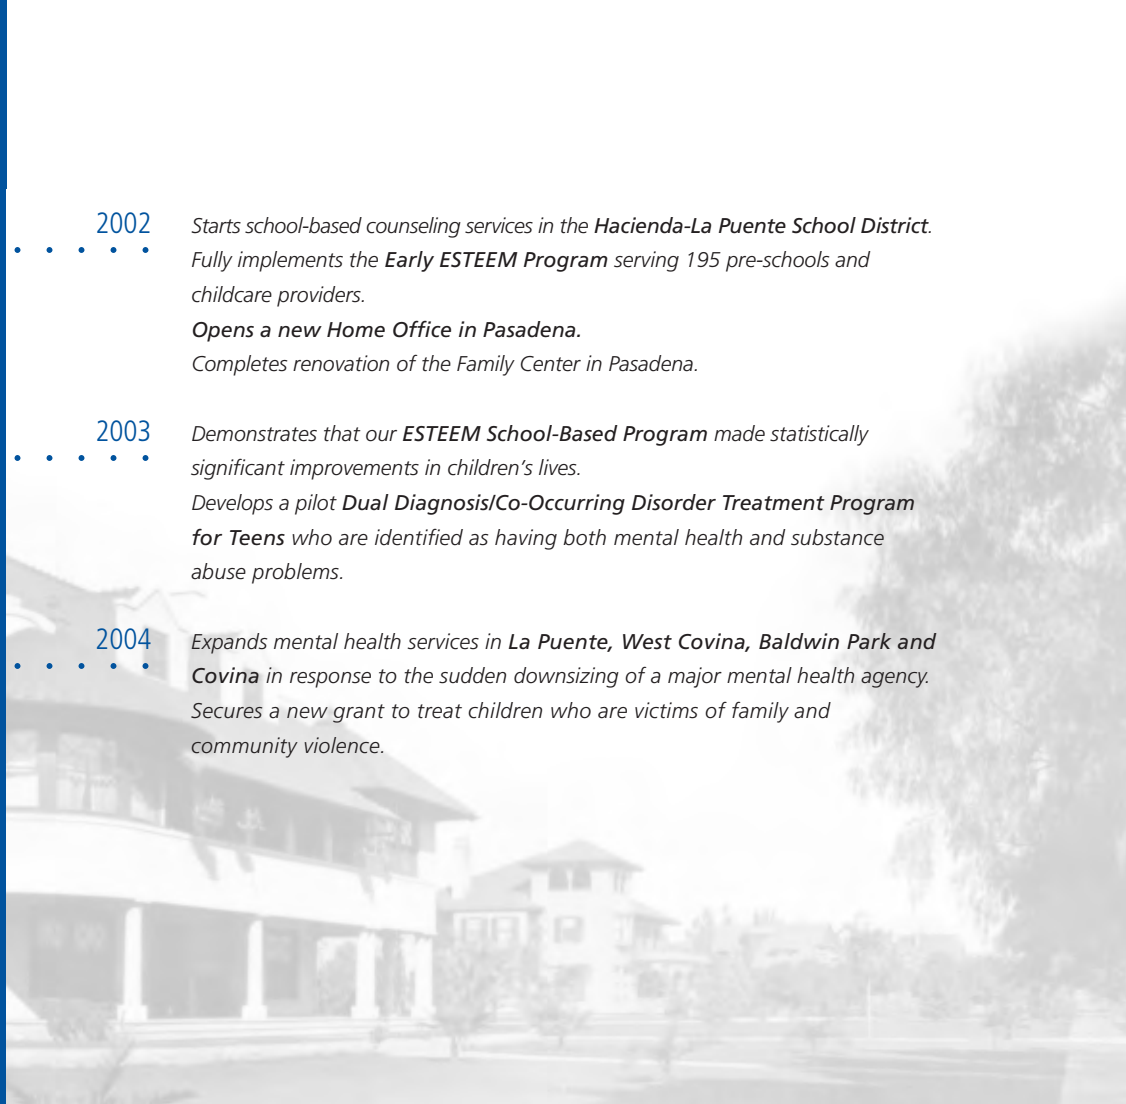 2002
Starts school-based counseling services in the Hacienda-La Puente School District.
Fully implements the Early ESTEEM Program serving 195 pre-schools and
childcare providers.
Opens a new Home Office in Pasadena.
Completes renovation of the Family Center in Pasadena.
2003
Demonstrates that our ESTEEM School-Based Program made statistically
significant improvements in children’s lives.
Develops a pilot Dual Diagnosis/Co-Occurring Disorder Treatment Program
for Teens who are identified as having both mental health and substance
abuse problems.
2004
Expands mental health services in La Puente, West Covina, Baldwin Park and
Covina in response to the sudden downsizing of a major mental health agency.
Secures a new grant to treat children who are victims of family and
community violence.